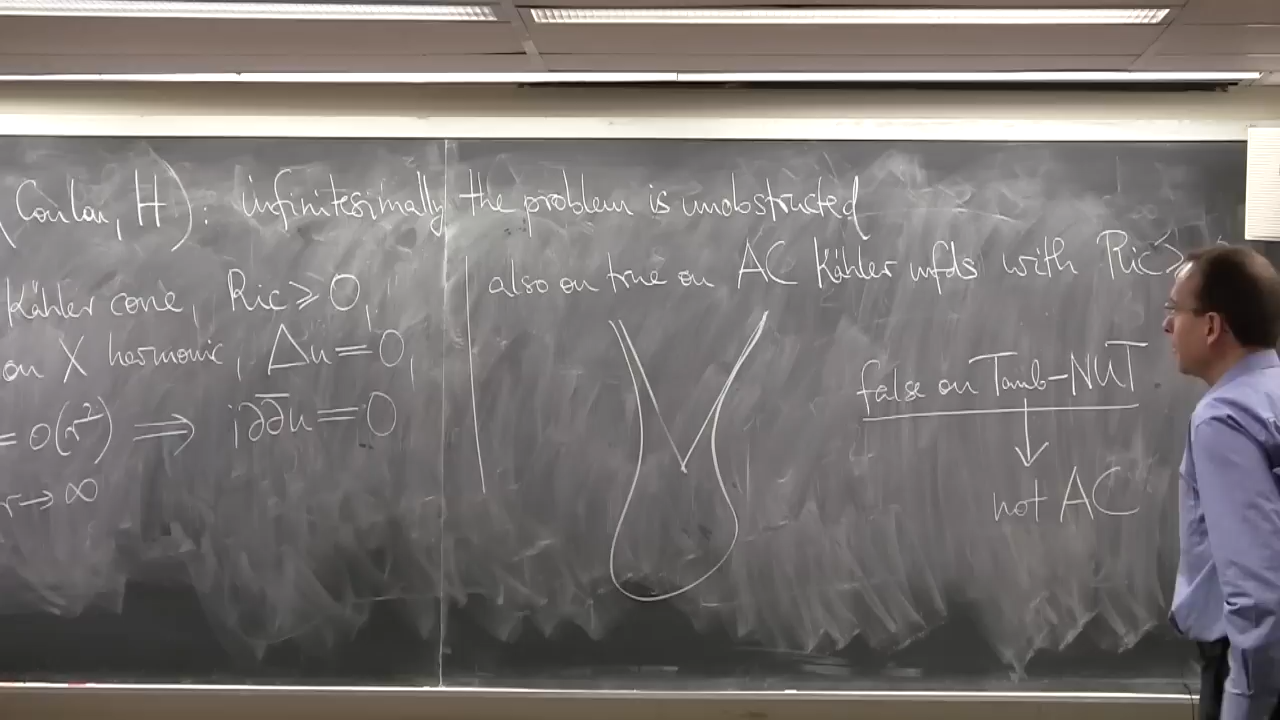 (Conlon, H): infinitesimally the problem is unobstructed
Kähler cone, Ric ≥ 0,
on X harmonic, Δu = 0,
= o(r²) ⟹ i∂∂̄u = 0
r → ∞
also on true on AC Kähler mfds with Ric ≥
false on Taub-NUT
↓
not AC